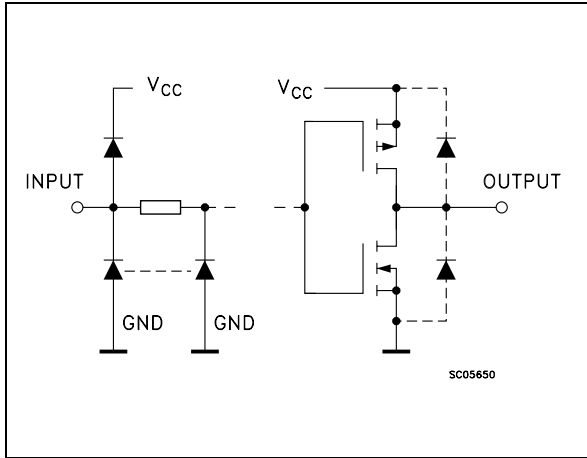 VCC
VCC
INPUT
OUTPUT
GND
GND
SC05650